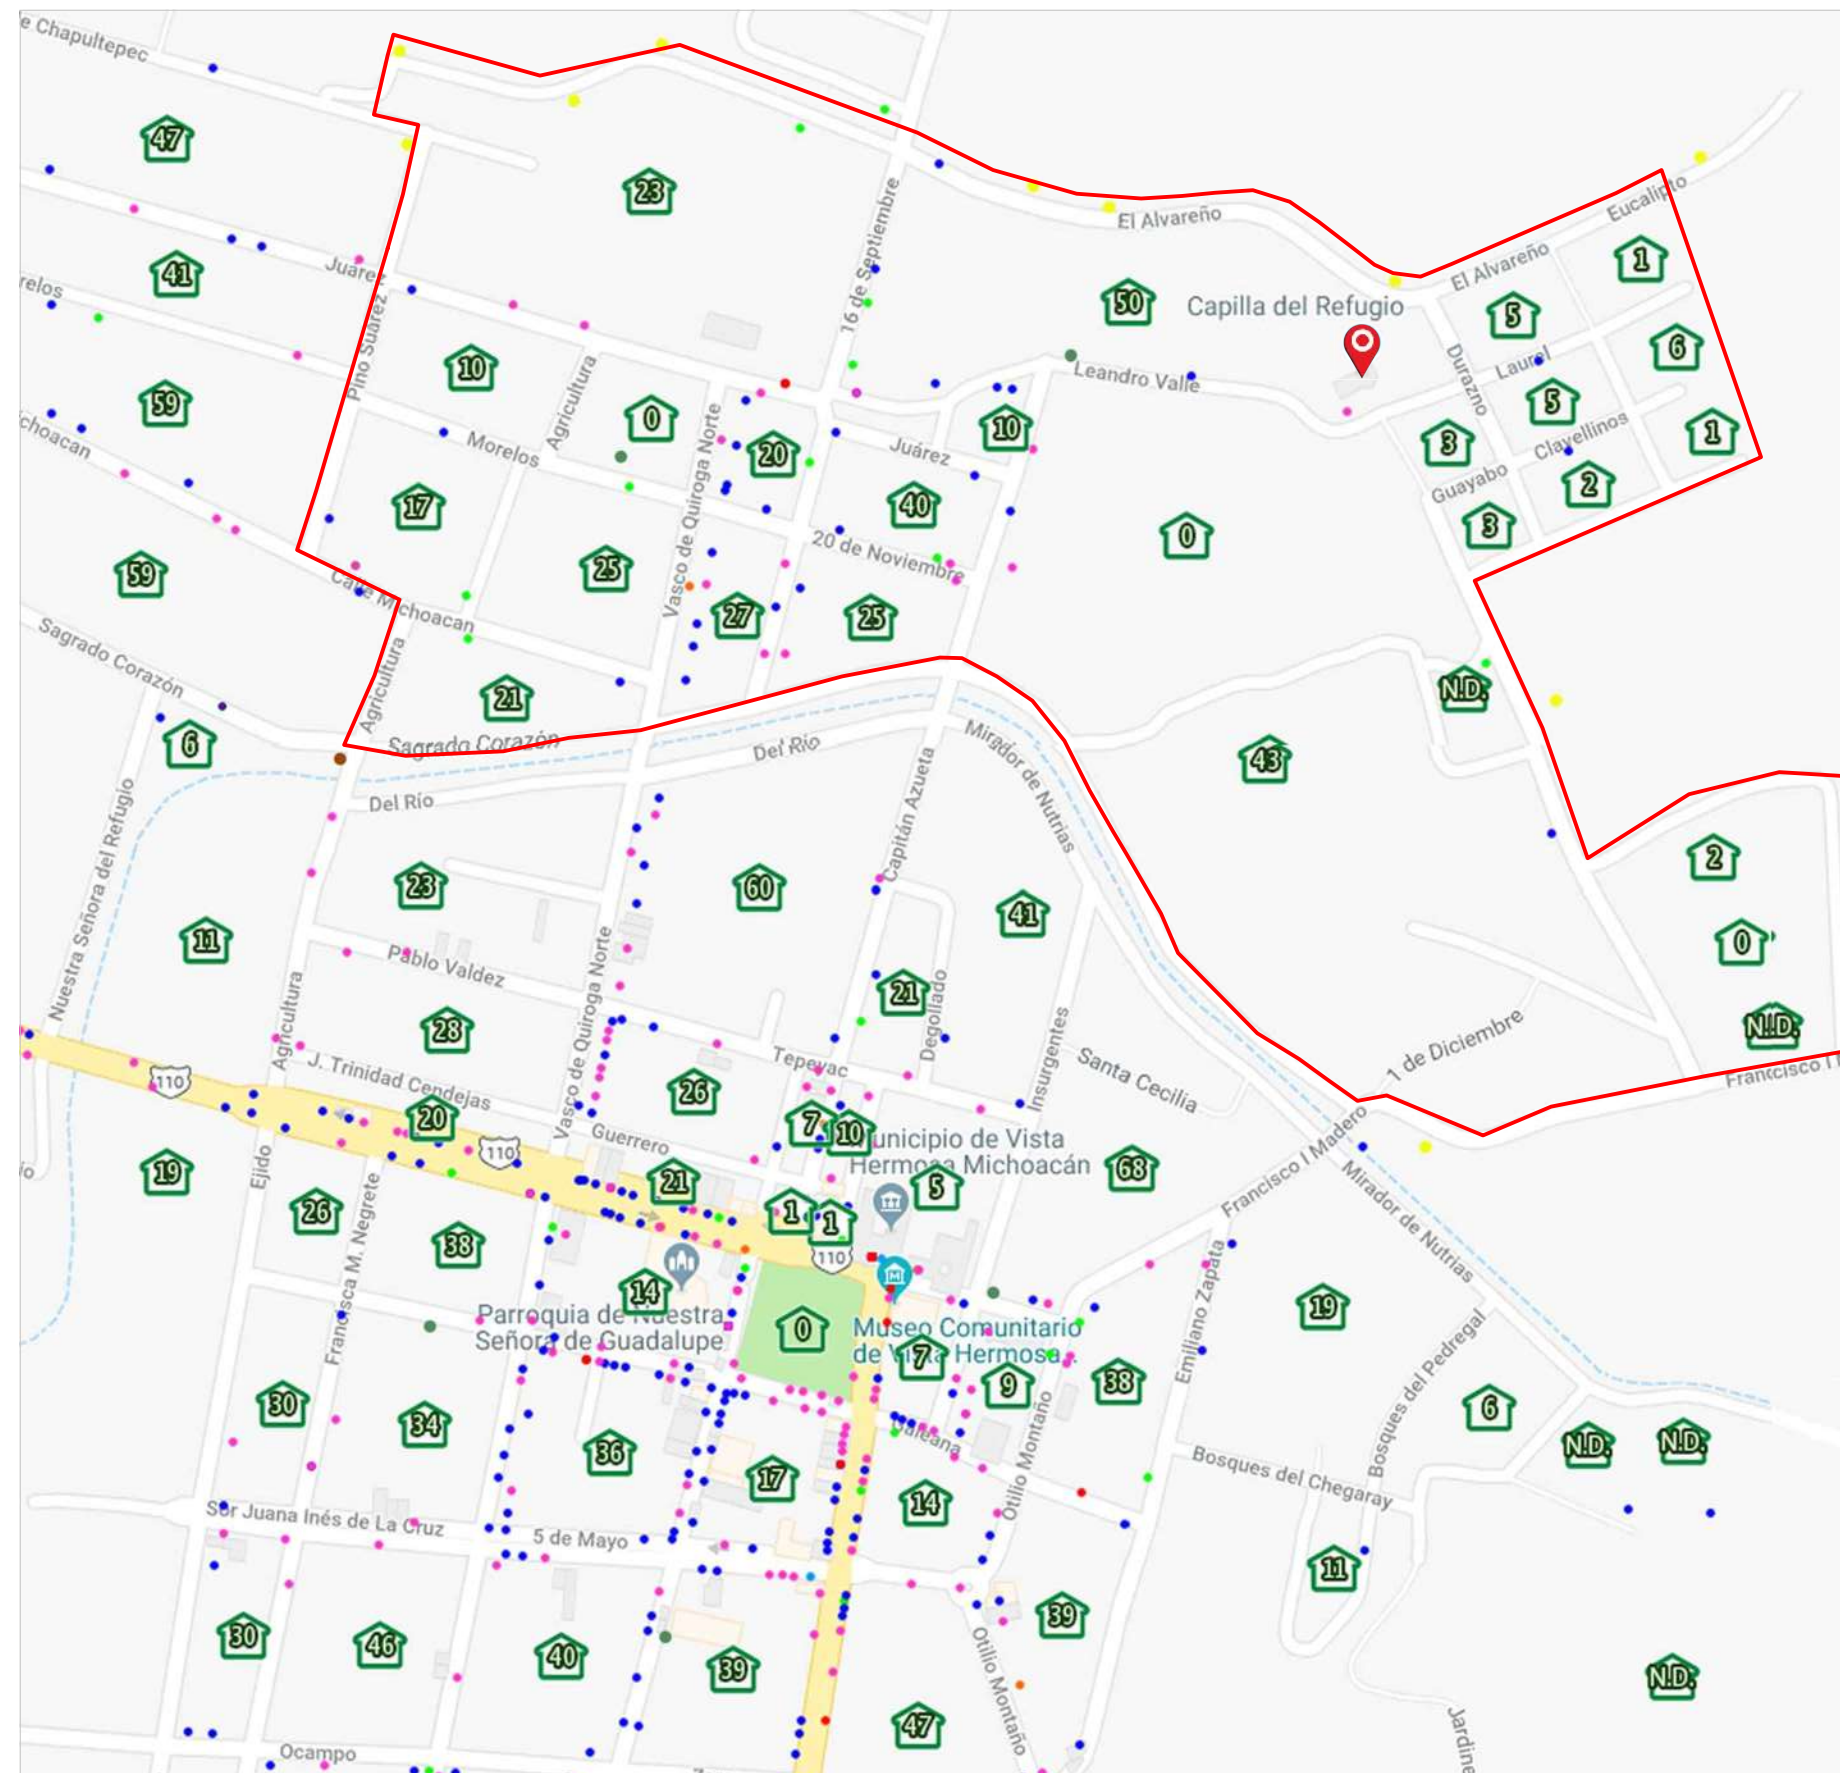 e Chapultepec
47
23
16 de Septiembre
El Alvareño
Eucalipto
El Alvareño
1
41
Juarez
relos
Pino Suárez
50
Capilla del Refugio
5
6
10
Agricultura
0
Leandro Valle
Durazno
Laurel
5
59
choacan
Morelos
Vasco de Quiroga Norte
20
Juárez
10
3
Clavellinos
1
Guayabo
2
17
40
0
3
20 de Noviembre
59
25
Calle Michoacan
27
25
Sagrado Corazón
Agricultura
21
N.D.
6
Sagrado Corazón
Del Río
Mirador de Nutrias
43
Del Río
Capitán Azueta
Nuestra Señora del Refugio
23
60
41
2
11
Vasco de Quiroga Norte
0
Pablo Valdez
21
Degollado
Agricultura
28
Insurgentes
N.D.
1 de Diciembre
110
J. Trinidad Cendejas
Tepeyac
Santa Cecilia
Francisco I
26
20
7
10
Guerrero
110
Municipio de Vista
Hermosa Michoacán
68
Francisco I Madero
Mirador de Nutrias
19
Ejido
21
5
26
Francisca M. Negrete
38
1
1
110
14
Parroquia de Nuestra
Señora de Guadalupe
0
Museo Comunitario
de Vista Hermosa...
7
Emiliano Zapata
19
9
38
30
34
36
Galeana
Otilio Montaño
Bosques del Pedregal
6
N.D.
N.D.
17
14
Bosques del Chegaray
Sor Juana Inés de La Cruz
5 de Mayo
11
30
46
40
39
39
Otilio Montaño
N.D.
47
Ocampo
Jardine